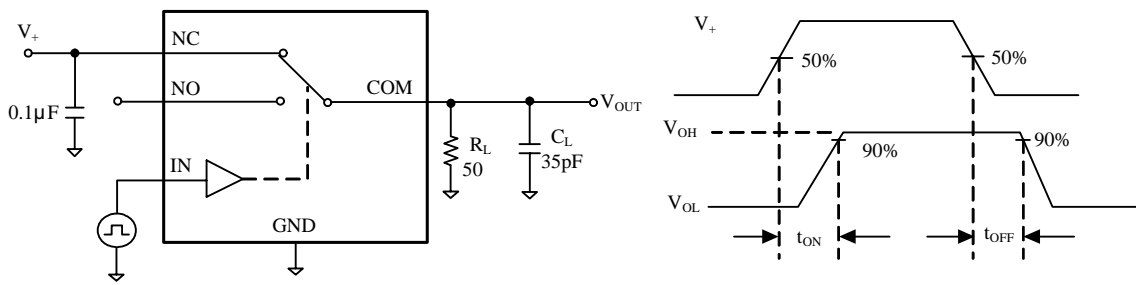 V+
NC
NO
COM
0.1μF
IN
GND
RL
50
CL
35pF
VOUT
V+
50%
50%
VOH
90%
90%
VOL
tON
tOFF